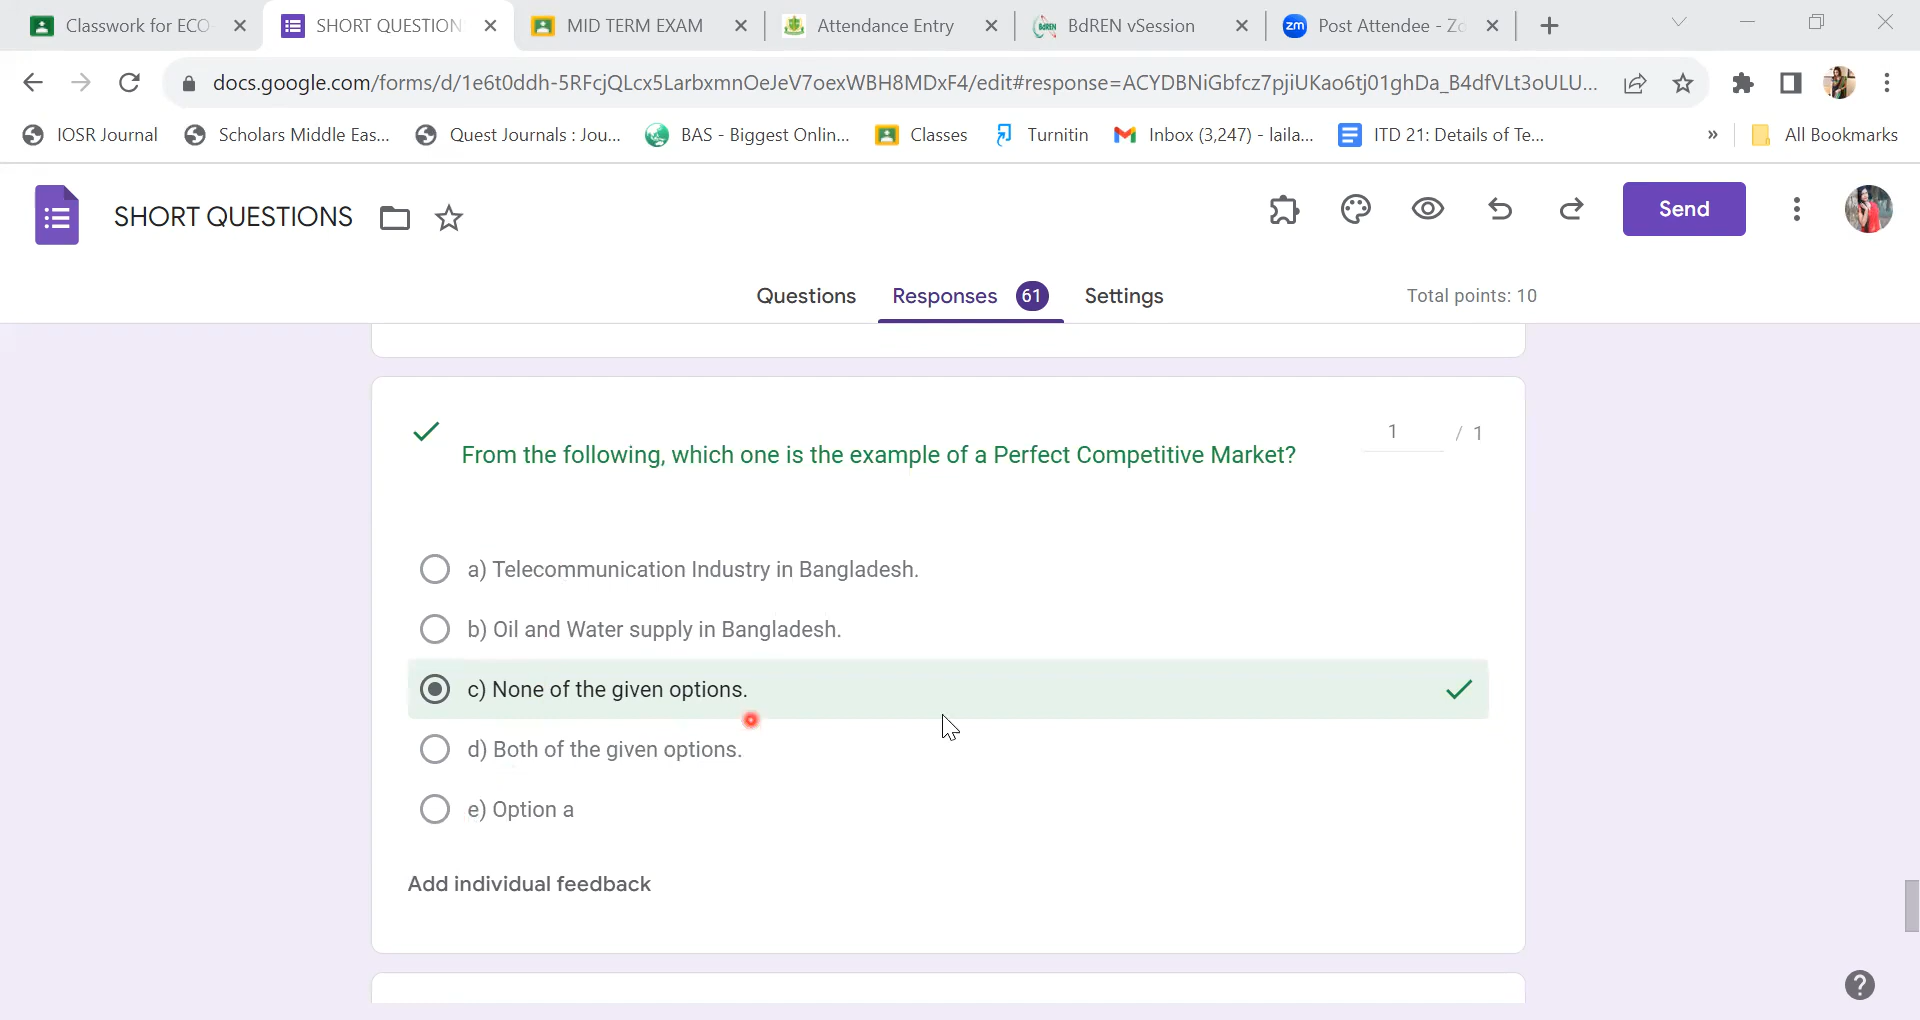 Classwork for ECO
SHORT QUESTION
MID TERM EXAM
Attendance Entry
BdREN vSession
Post Attendee - Zo
docs.google.com/forms/d/1e6t0ddh-5RFcjQLcx5LarbxmnOeJeV7oexWBH8MDxF4/edit#response=ACYDBNiGbfcz7pjiUKao6tj01ghDa_B4dfVLt3oULU...
IOSR Journal
Scholars Middle Eas...
Quest Journals : Jou...
BAS - Biggest Onlin...
Classes
Turnitin
Inbox (3,247) - laila...
ITD 21: Details of Te...
»
All Bookmarks
SHORT QUESTIONS
Send
Questions
Responses 61
Settings
Total points: 10
From the following, which one is the example of a Perfect Competitive Market?
1 / 1
a) Telecommunication Industry in Bangladesh.
b) Oil and Water supply in Bangladesh.
c) None of the given options.
d) Both of the given options.
e) Option a
Add individual feedback